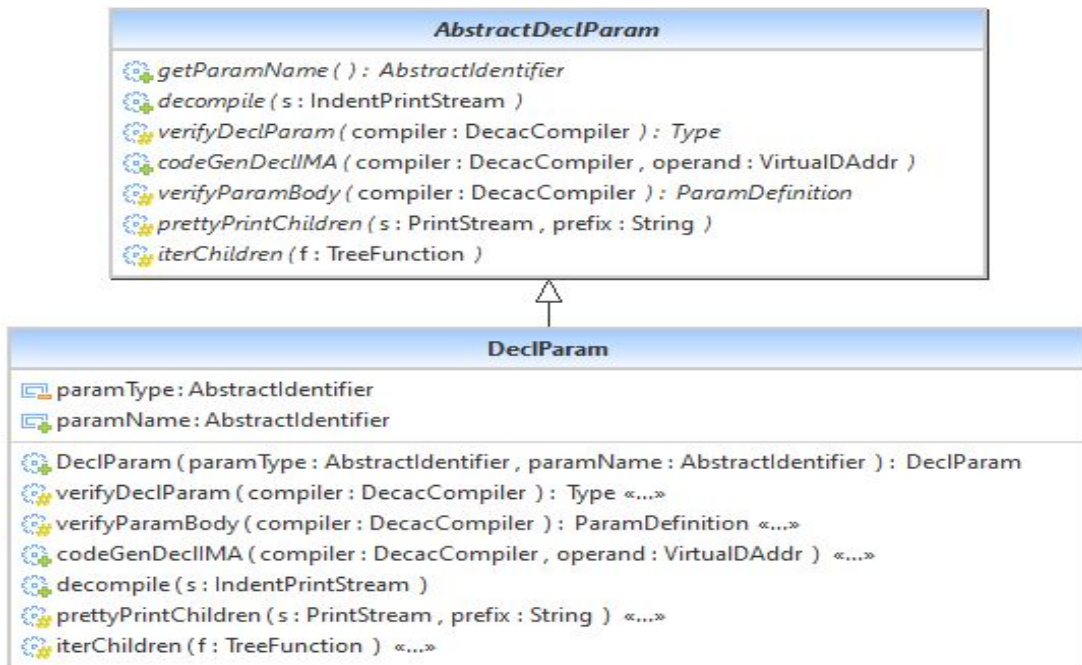 AbstractDeclParam
getParamName ( ) : AbstractIdentifier
decompile ( s : IndentPrintStream )
verifyDeclParam ( compiler : DecacCompiler ) : Type
codeGenDeclIMA ( compiler : DecacCompiler , operand : VirtualDAddr )
verifyParamBody ( compiler : DecacCompiler ) : ParamDefinition
prettyPrintChildren ( s : PrintStream , prefix : String )
iterChildren ( f : TreeFunction )
DeclParam
paramType : AbstractIdentifier
paramName : AbstractIdentifier
DeclParam ( paramType : AbstractIdentifier , paramName : AbstractIdentifier ) : DeclParam
verifyDeclParam ( compiler : DecacCompiler ) : Type «...»
verifyParamBody ( compiler : DecacCompiler ) : ParamDefinition «...»
codeGenDeclIMA ( compiler : DecacCompiler , operand : VirtualDAddr ) «...»
decompile ( s : IndentPrintStream )
prettyPrintChildren ( s : PrintStream , prefix : String ) «...»
iterChildren ( f : TreeFunction ) «...»